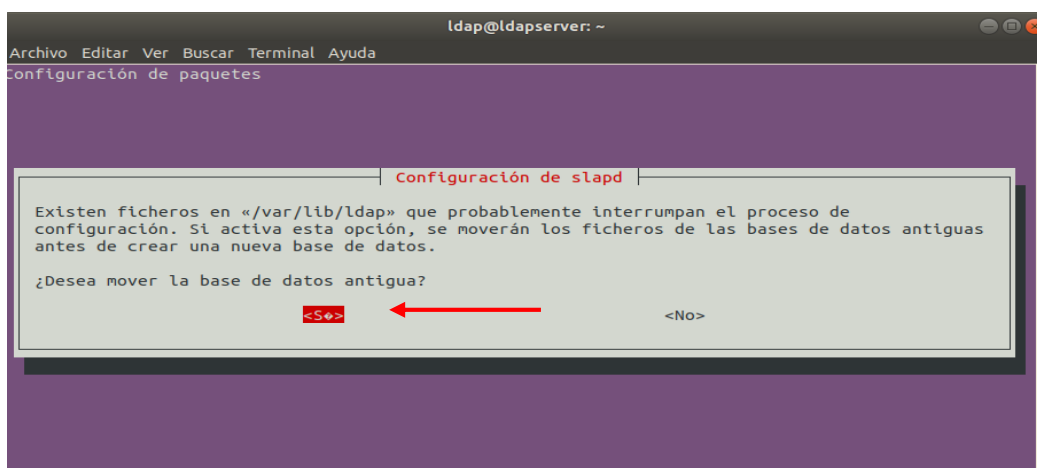 ldap@ldapserver: ~
Archivo Editar Ver Buscar Terminal Ayuda
Configuración de paquetes
Configuración de slapd
Existen ficheros en «/var/lib/ldap» que probablemente interrumpan el proceso de
configuración. Si activa esta opción, se moverán los ficheros de las bases de datos antiguas
antes de crear una nueva base de datos.
¿Desea mover la base de datos antigua?
<S�> <No>